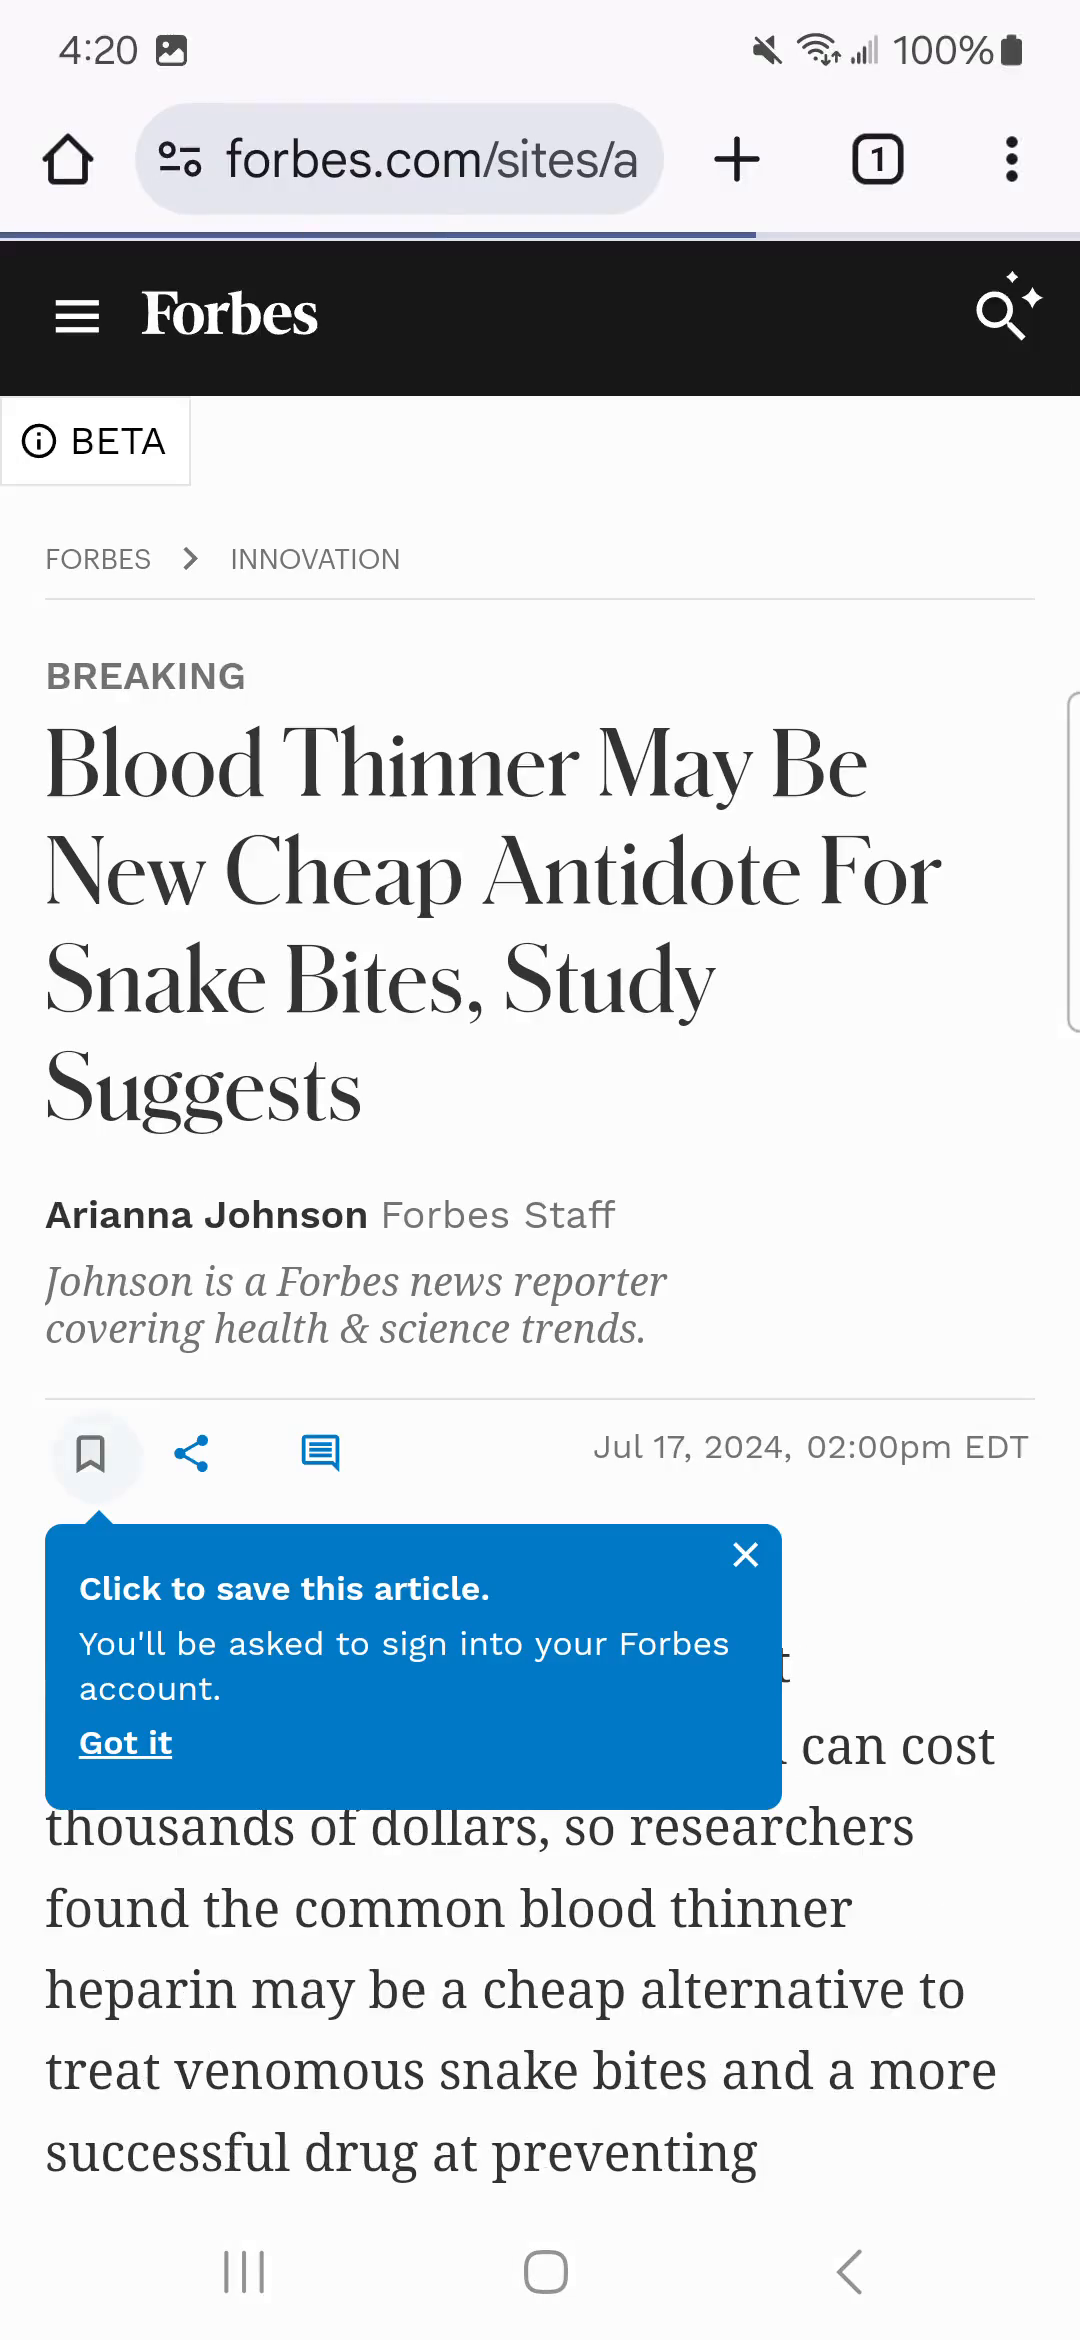 4:20
100%
forbes.com/sites/a
1
Forbes
BETA
FORBES > INNOVATION
BREAKING
Blood Thinner May Be
New Cheap Antidote For
Snake Bites, Study
Suggests
Arianna Johnson Forbes Staff
Johnson is a Forbes news reporter
covering health & science trends.
Jul 17, 2024, 02:00pm EDT
Click to save this article.
You'll be asked to sign into your Forbes
account.
Got it
can cost
thousands of dollars, so researchers
found the common blood thinner
heparin may be a cheap alternative to
treat venomous snake bites and a more
successful drug at preventing